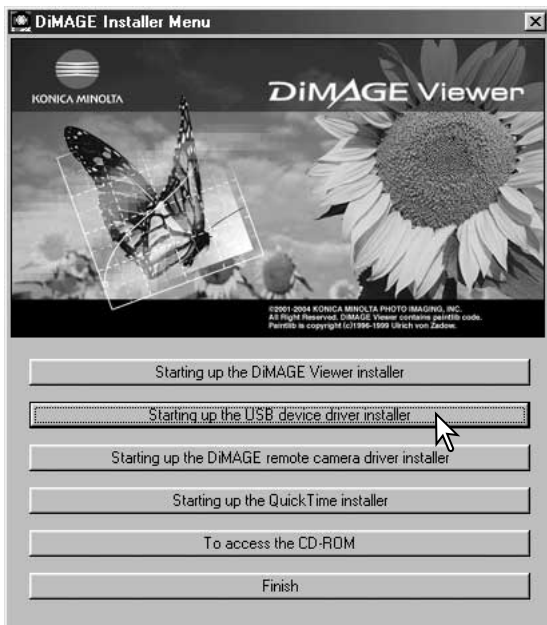 DiMAGE Installer Menu
KONICA MINOLTA
DiMAGE Viewer
©2001-2004 KONICA MINOLTA PHOTO IMAGING, INC.
All Right Reserved. DiMAGE Viewer contains paintlib code.
Paintlib is copyright (c)1996-1999 Ulrich von Zadow.
Starting up the DiMAGE Viewer installer
Starting up the USB device driver installer
Starting up the DiMAGE remote camera driver installer
Starting up the QuickTime installer
To access the CD-ROM
Finish